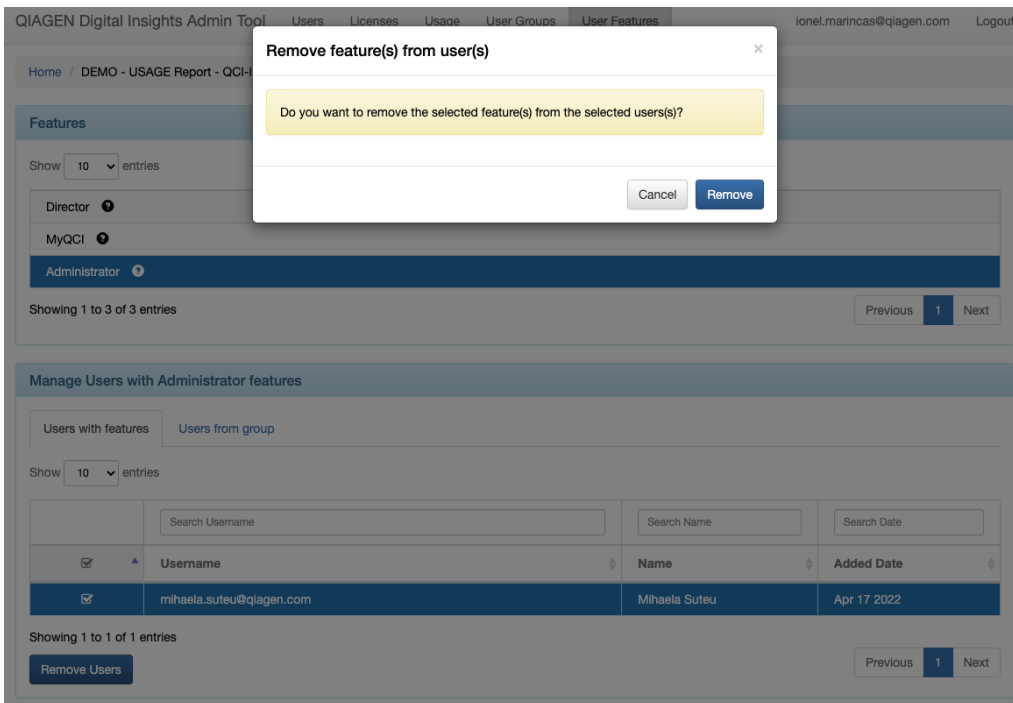 QIAGEN Digital Insights Admin Tool Users Licenses Usage User Groups User Features ionel.marincas@qiagen.com Logout
Remove feature(s) from user(s) ×
Home / DEMO - USAGE Report - QCI-I
Do you want to remove the selected feature(s) from the selected users(s)?
Features
Show 10 entries
Cancel Remove
Director ?
MyQCI ?
Administrator ?
Showing 1 to 3 of 3 entries Previous 1 Next
Manage Users with Administrator features
Users with features Users from group
Show 10 entries
Search Username Search Name Search Date
Username Name Added Date
mihaela.suteu@qiagen.com Mihaela Suteu Apr 17 2022
Showing 1 to 1 of 1 entries
Remove Users Previous 1 Next